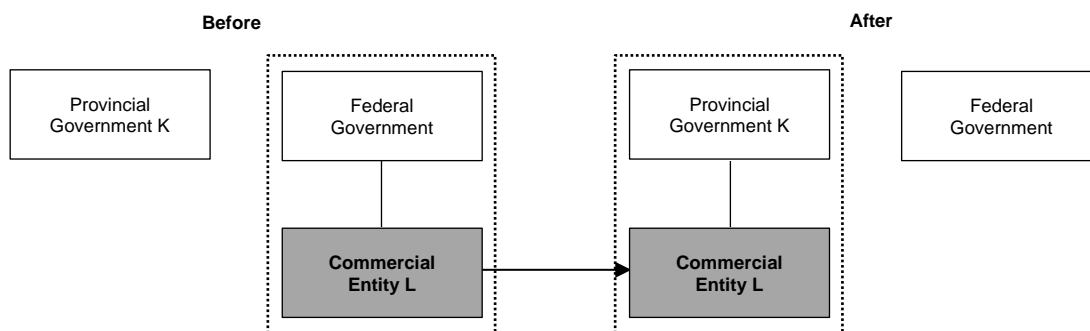 Before
After
Provincial
Government K
Federal
Government
Provincial
Government K
Federal
Government
Commercial
Entity L
Commercial
Entity L